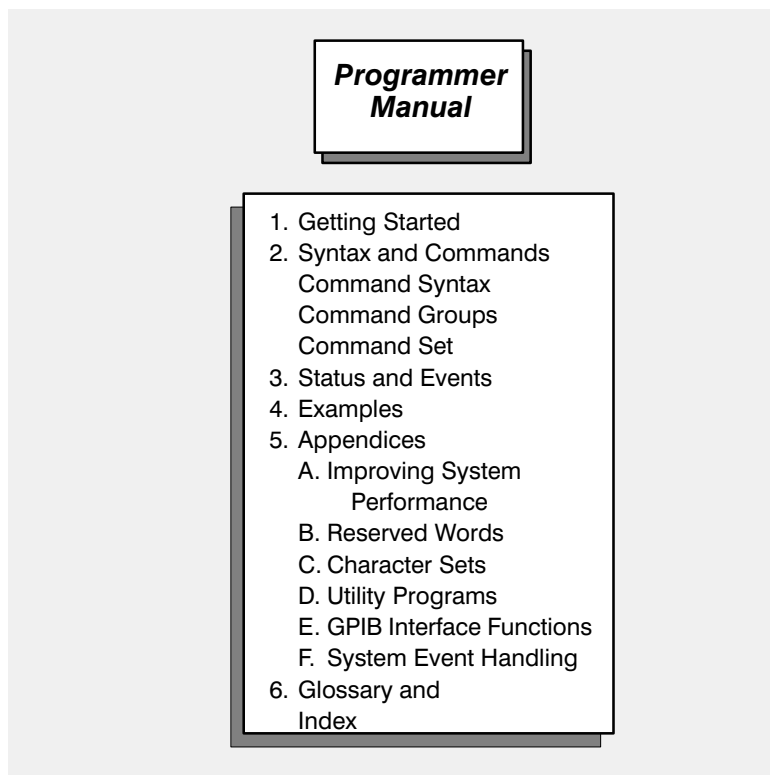 Programmer
Manual
1. Getting Started
2. Syntax and Commands
Command Syntax
Command Groups
Command Set
3. Status and Events
4. Examples
5. Appendices
A. Improving System
Performance
B. Reserved Words
C. Character Sets
D. Utility Programs
E. GPIB Interface Functions
F. System Event Handling
6. Glossary and
Index